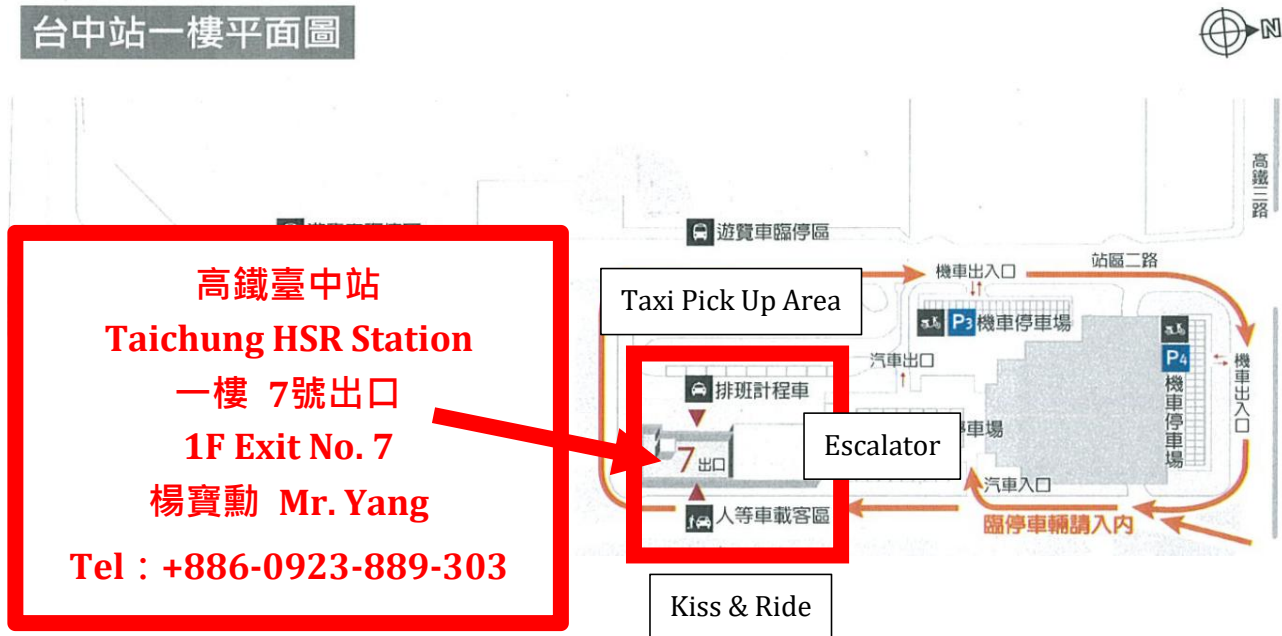 台中站一樓平面圖
N
高鐵三路
遊覽車臨停區
站區二路
機車出入口
高鐵臺中站
Taichung HSR Station
一樓 7號出口
1F Exit No. 7
楊寶勳 Mr. Yang
Tel：+886-0923-889-303
Taxi Pick Up Area
P3 機車停車場
P4
機車停車場
機車出入口
汽車出口
排班計程車
Escalator
車場
7 出口
汽車入口
人等車載客區
臨停車輛請入內
Kiss & Ride